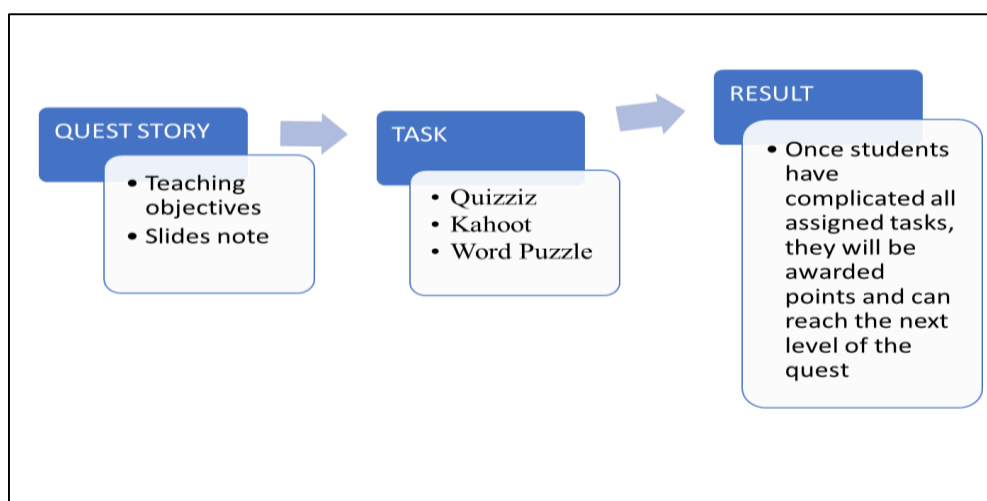 QUEST STORY
• Teaching
objectives
• Slides note
TASK
• Quizziz
• Kahoot
• Word Puzzle
RESULT
• Once students
have
complicated all
assigned tasks,
they will be
awarded
points and can
reach the next
level of the
quest